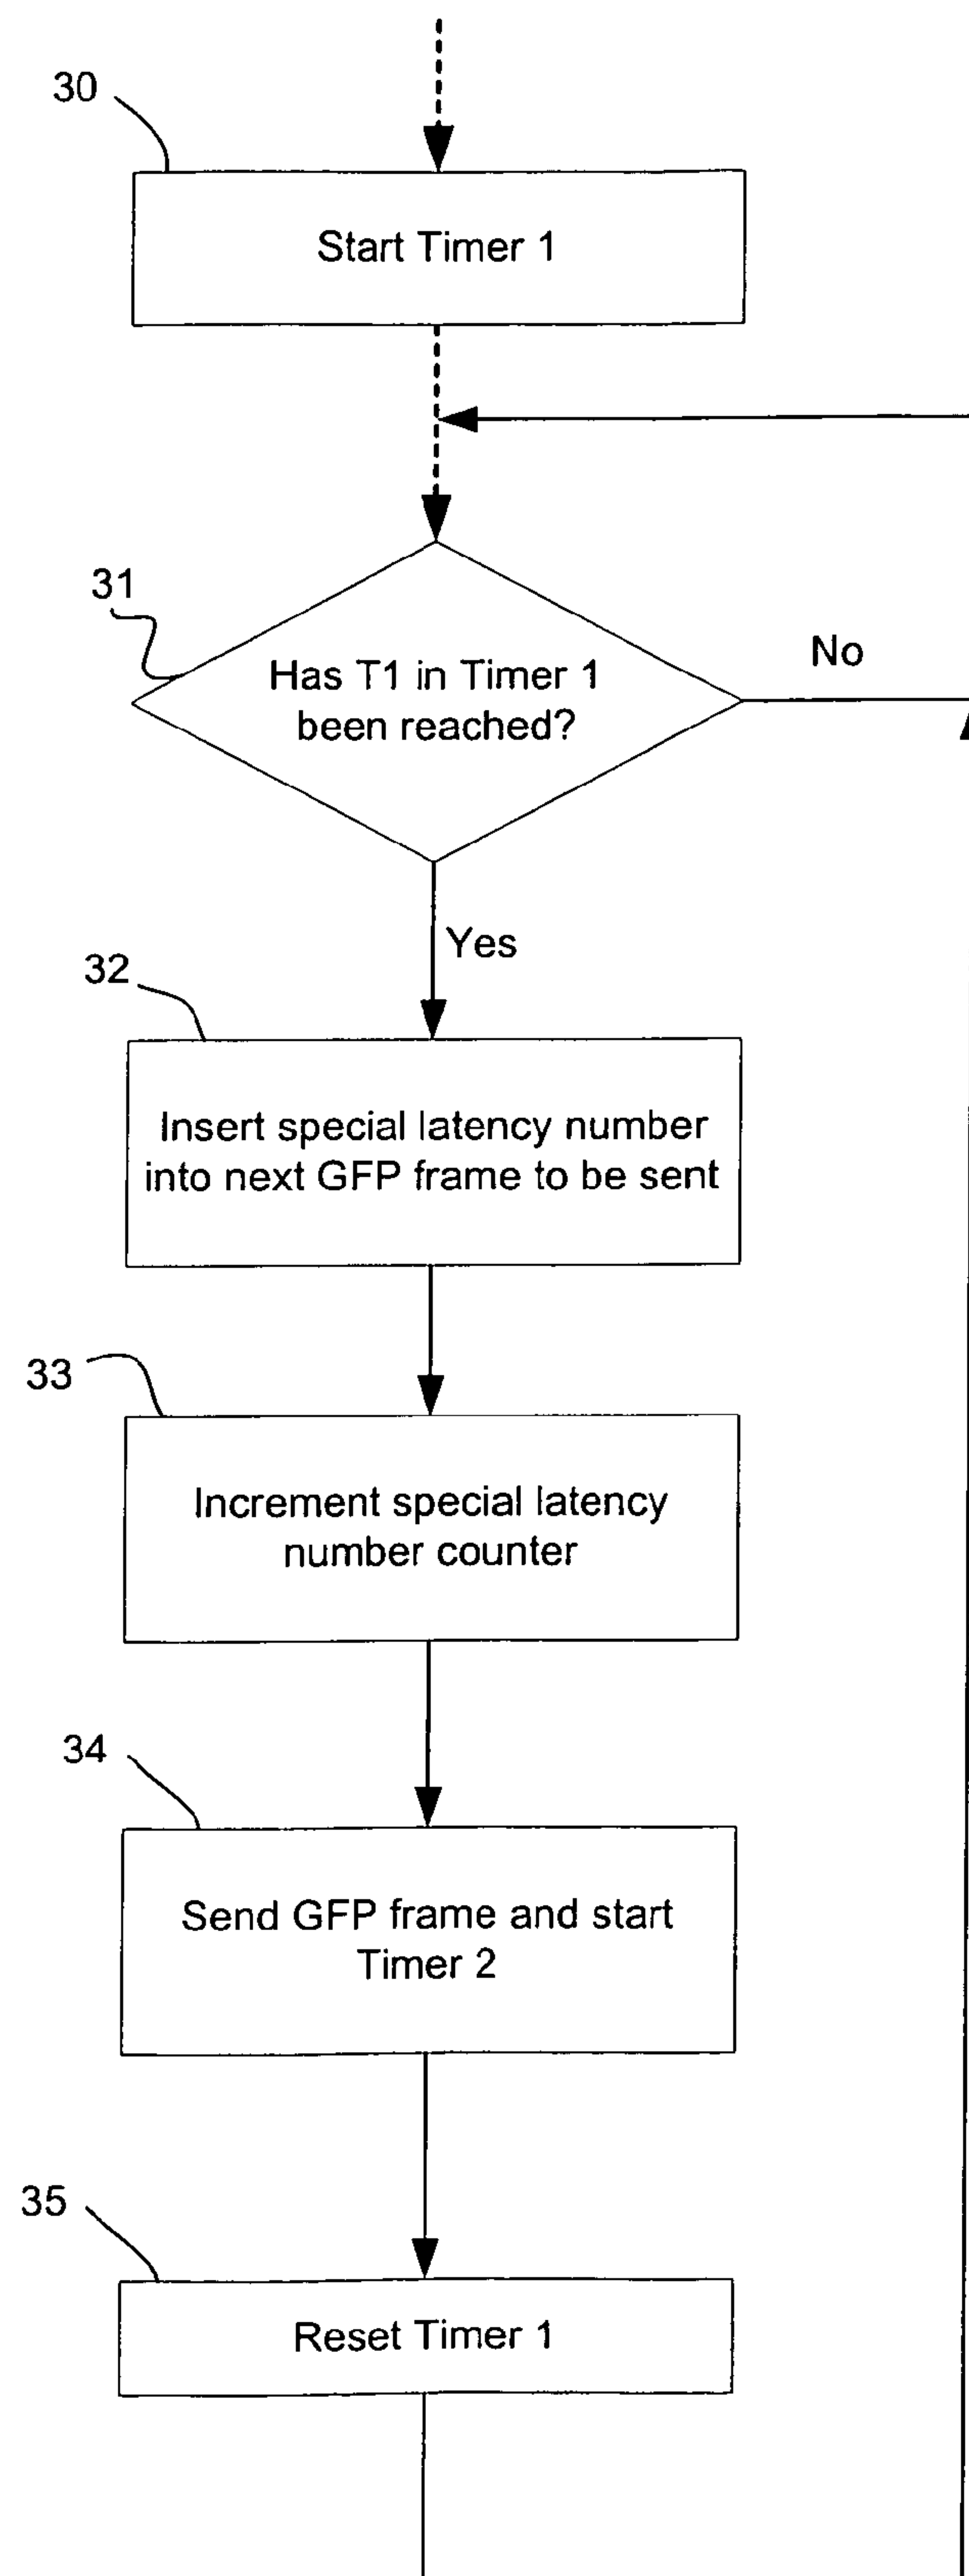 30
Start Timer 1
31
Has T1 in Timer 1
been reached?
No
Yes
32
Insert special latency number
into next GFP frame to be sent
33
Increment special latency
number counter
34
Send GFP frame and start
Timer 2
35
Reset Timer 1